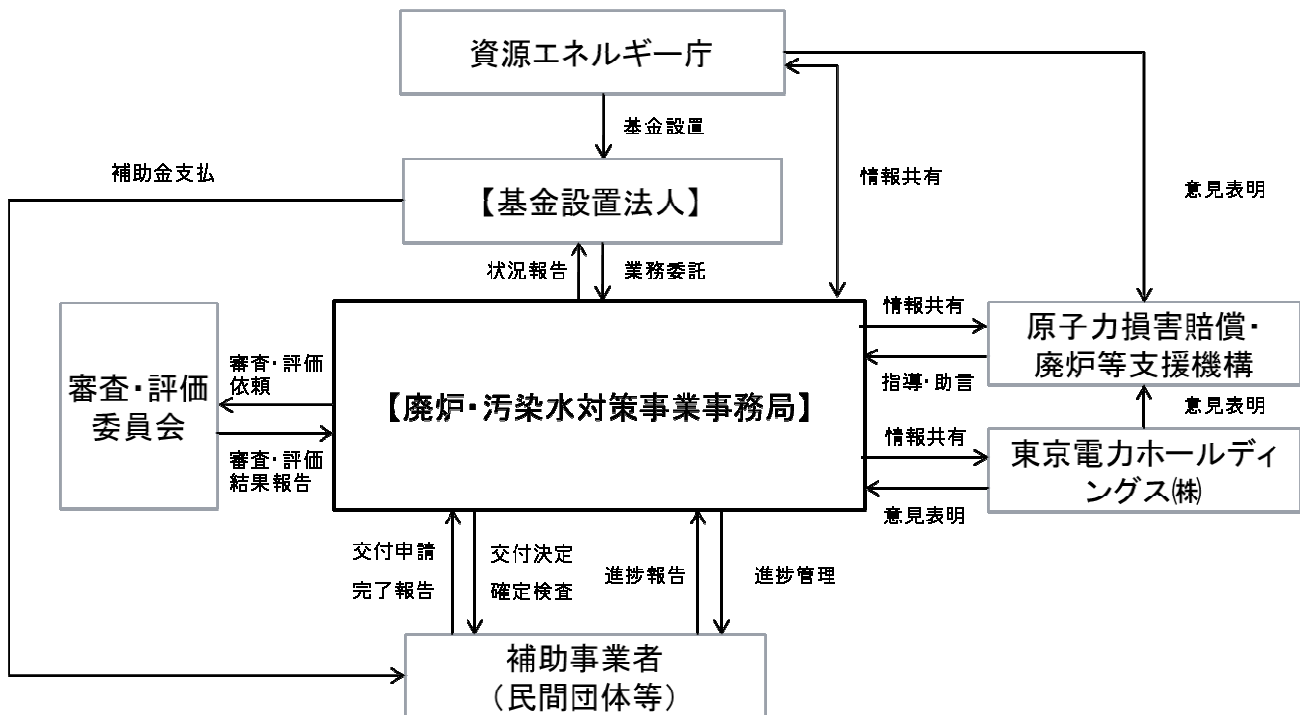 資源エネルギー庁
基金設置
補助金支払
情報共有
意見表明
【基金設置法人】
状況報告
業務委託
審査・評価
委員会
審査・評価
依頼
審査・評価
結果報告
【廃炉・汚染水対策事業事務局】
情報共有
指導・助言
原子力損害賠償・
廃炉等支援機構
意見表明
情報共有
意見表明
東京電力ホールディ
ングス㈱
交付申請
完了報告
交付決定
確定検査
進捗報告
進捗管理
補助事業者
（民間団体等）